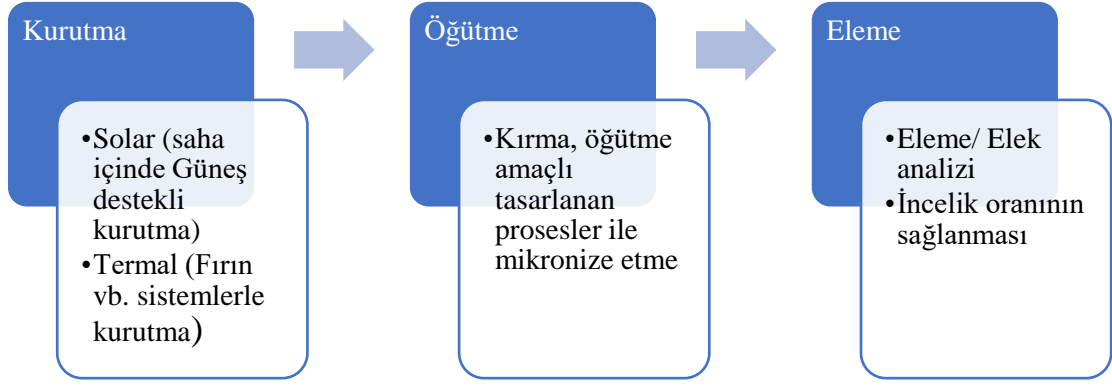 Kurutma
•Solar (saha
içinde Güneş
destekli
kurutma)
•Termal (Fırın
vb. sistemlerle
kurutma)
Öğütme
•Kırma, öğütme
amaçlı
tasarlanan
prosesler ile
mikronize etme
Eleme
•Eleme/ Elek
analizi
•İncelik oranının
sağlanması